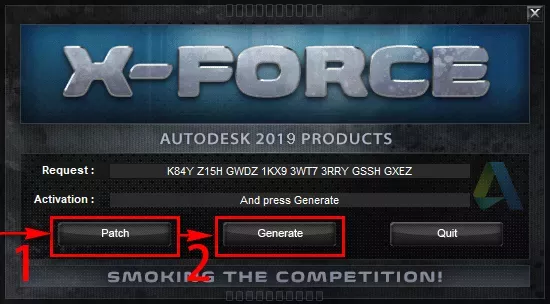 X-FORCE
AUTODESK 2019 PRODUCTS
Request : K84Y Z15H GWDZ 1KX9 3WT7 3RRY GSSH GXEZ
Activation : And press Generate
1 Patch 2 Generate Quit
SMOKING THE COMPETITION!